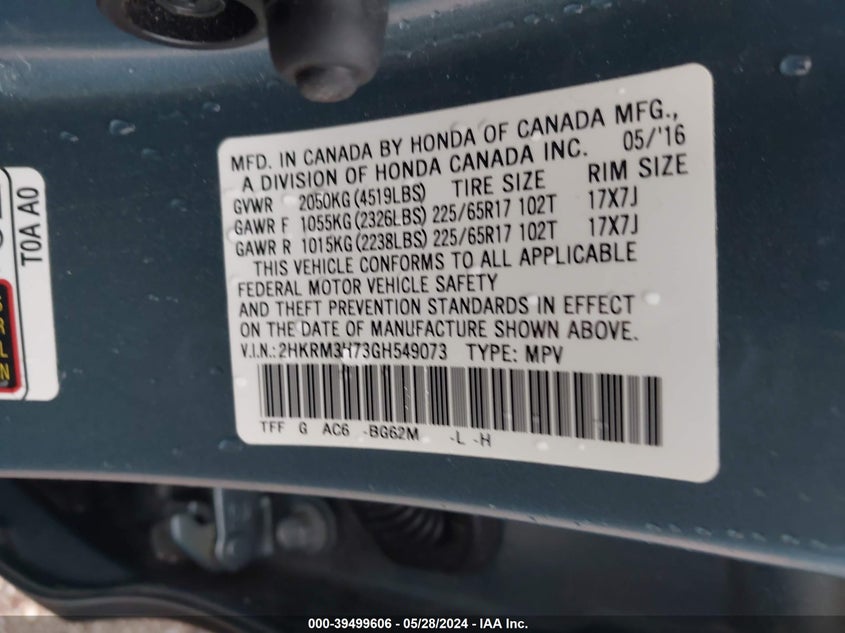 MFD. IN CANADA BY HONDA OF CANADA MFG.,
A DIVISION OF HONDA CANADA INC. 05/'16
GVWR 2050KG(4519LBS) TIRE SIZE RIM SIZE
GAWR F 1055KG(2326LBS) 225/65R17 102T 17X7J
GAWR R 1015KG(2238LBS) 225/65R17 102T 17X7J
THIS VEHICLE CONFORMS TO ALL APPLICABLE
FEDERAL MOTOR VEHICLE SAFETY
AND THEFT PREVENTION STANDARDS IN EFFECT
ON THE DATE OF MANUFACTURE SHOWN ABOVE.
V.I.N.: 2HKRM3H73GH549073 TYPE: MPV
TFF G AC6 -BG62M -L -H
T0A A0
000-39499606 - 05/28/2024 - IAA Inc.